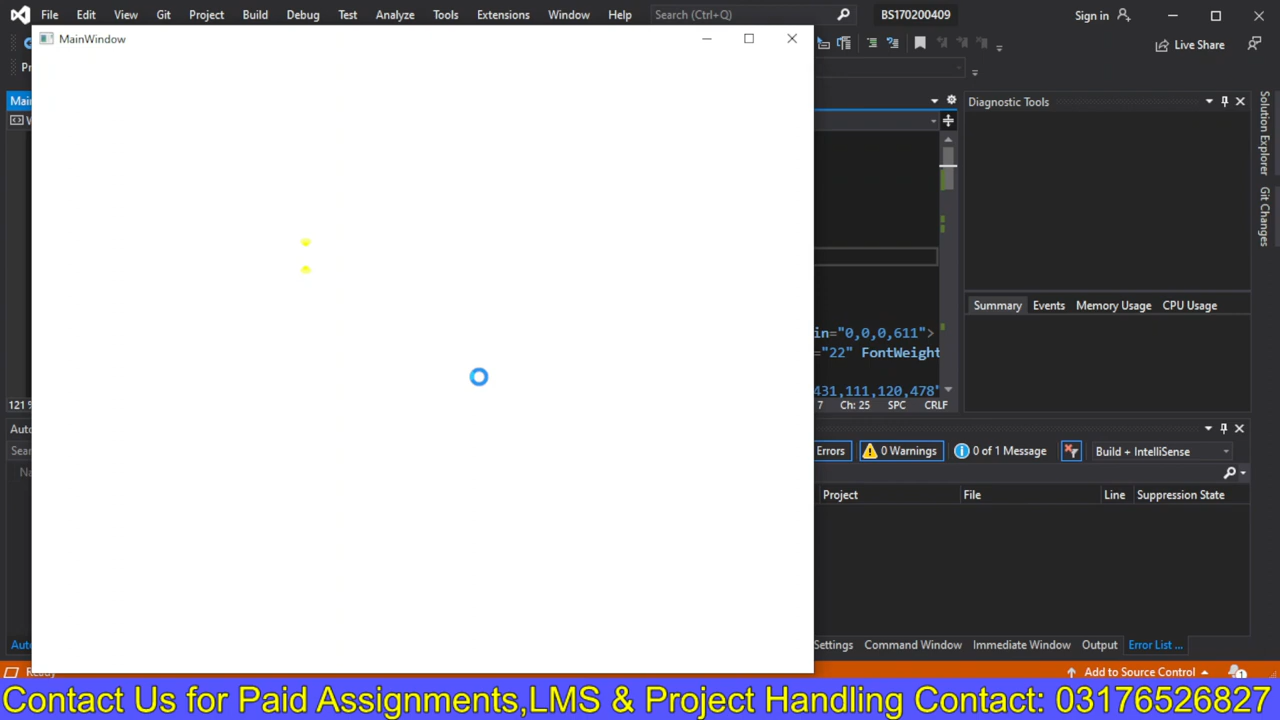 File Edit View Git Project Build Debug Test Analyze Tools Extensions Window Help Search (Ctrl+Q) BS170200409 Sign in
MainWindow
Live Share
Diagnostic Tools
Solution Explorer
Git Changes
Summary Events Memory Usage CPU Usage
in="0,0,0,611">
="22" FontWeight
431,111,120,478"
121 %
7 Ch: 25 SPC CRLF
Errors 0 Warnings 0 of 1 Message Build + IntelliSense
Project File Line Suppression State
Settings Command Window Immediate Window Output Error List ...
Ready Add to Source Control 1
Contact Us for Paid Assignments,LMS & Project Handling Contact: 03176526827